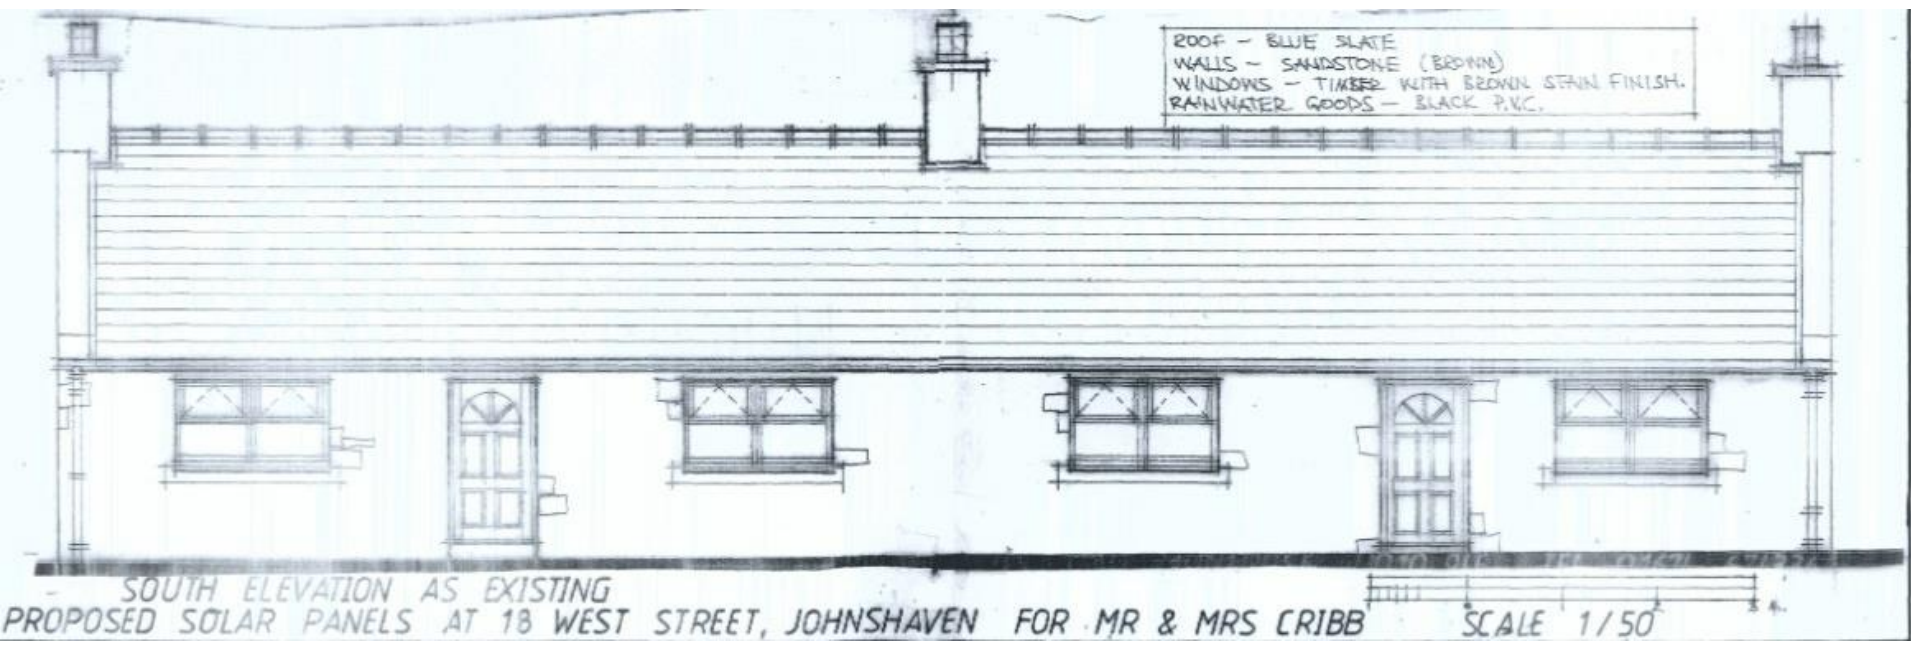 ROOF - BLUE SLATE
WALLS - SANDSTONE (BROWN)
WINDOWS - TIMBER WITH BROWN STAIN FINISH.
RAINWATER GOODS - BLACK P.V.C.
SOUTH ELEVATION AS EXISTING
PROPOSED SOLAR PANELS AT 18 WEST STREET, JOHNSHAVEN FOR MR & MRS CRIBB SCALE 1/50